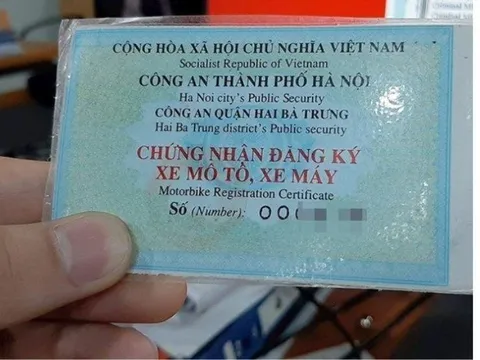 CỘNG HÒA XÃ HỘI CHỦ NGHĨA VIỆT NAM
Socialist Republic of Vietnam
CÔNG AN THÀNH PHỐ HÀ NỘI
Ha Noi city's Public Security
CÔNG AN QUẬN HAI BÀ TRƯNG
Hai Ba Trung district's Public security
CHỨNG NHẬN ĐĂNG KÝ
XE MÔ TÔ, XE MÁY
Motorbike Registration Certificate
Số (Number): 00